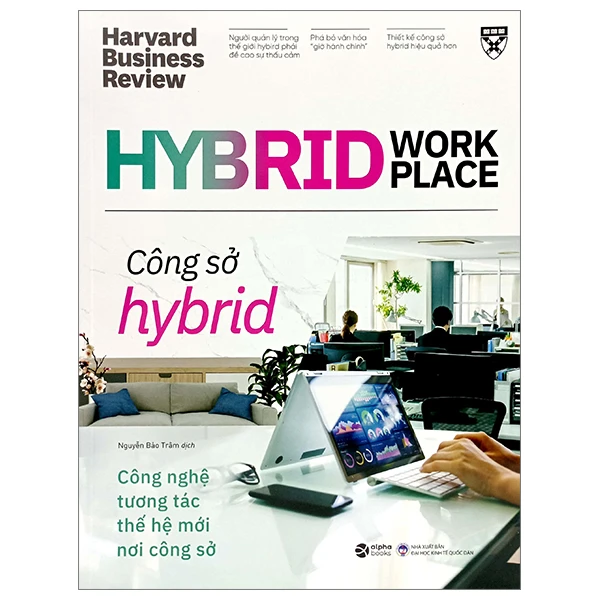 Harvard
Business
Review
Người quản lý trong
thế giới hybird phải
đề cao sự thấu cảm
Phá bỏ văn hóa
"giờ hành chính"
Thiết kế công sở
hybrid hiệu quả hơn
HYBRID WORK
PLACE
Công sở
hybrid
Nguyễn Bảo Trâm dịch
Công nghệ
tương tác
thế hệ mới
nơi công sở
alpha
books
NHÀ XUẤT BẢN
ĐẠI HỌC KINH TẾ QUỐC DÂN